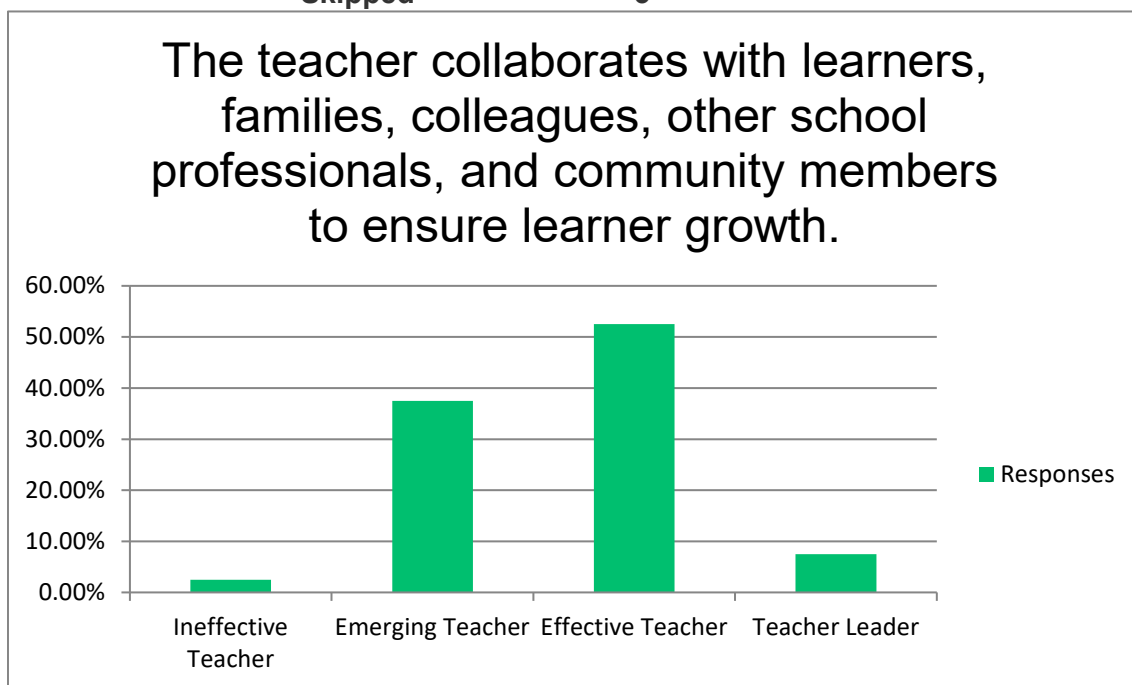 Skipped
The teacher collaborates with learners,
families, colleagues, other school
professionals, and community members
to ensure learner growth.
60.00%
50.00%
40.00%
30.00%
20.00%
10.00%
0.00%
Ineffective
Teacher
Emerging Teacher
Effective Teacher
Teacher Leader
Responses